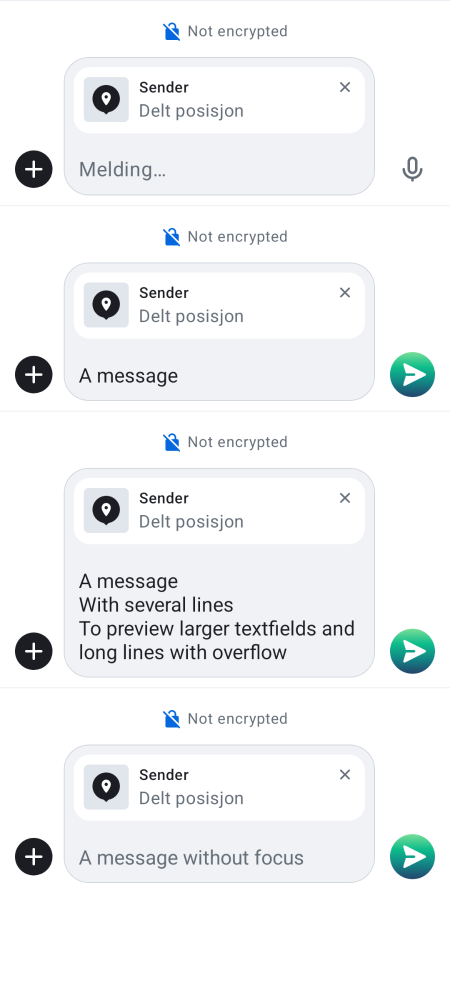 Not encrypted
Sender
Delt posisjon
Melding…
Not encrypted
Sender
Delt posisjon
A message
Not encrypted
Sender
Delt posisjon
A message
With several lines
To preview larger textfields and
long lines with overflow
Not encrypted
Sender
Delt posisjon
A message without focus